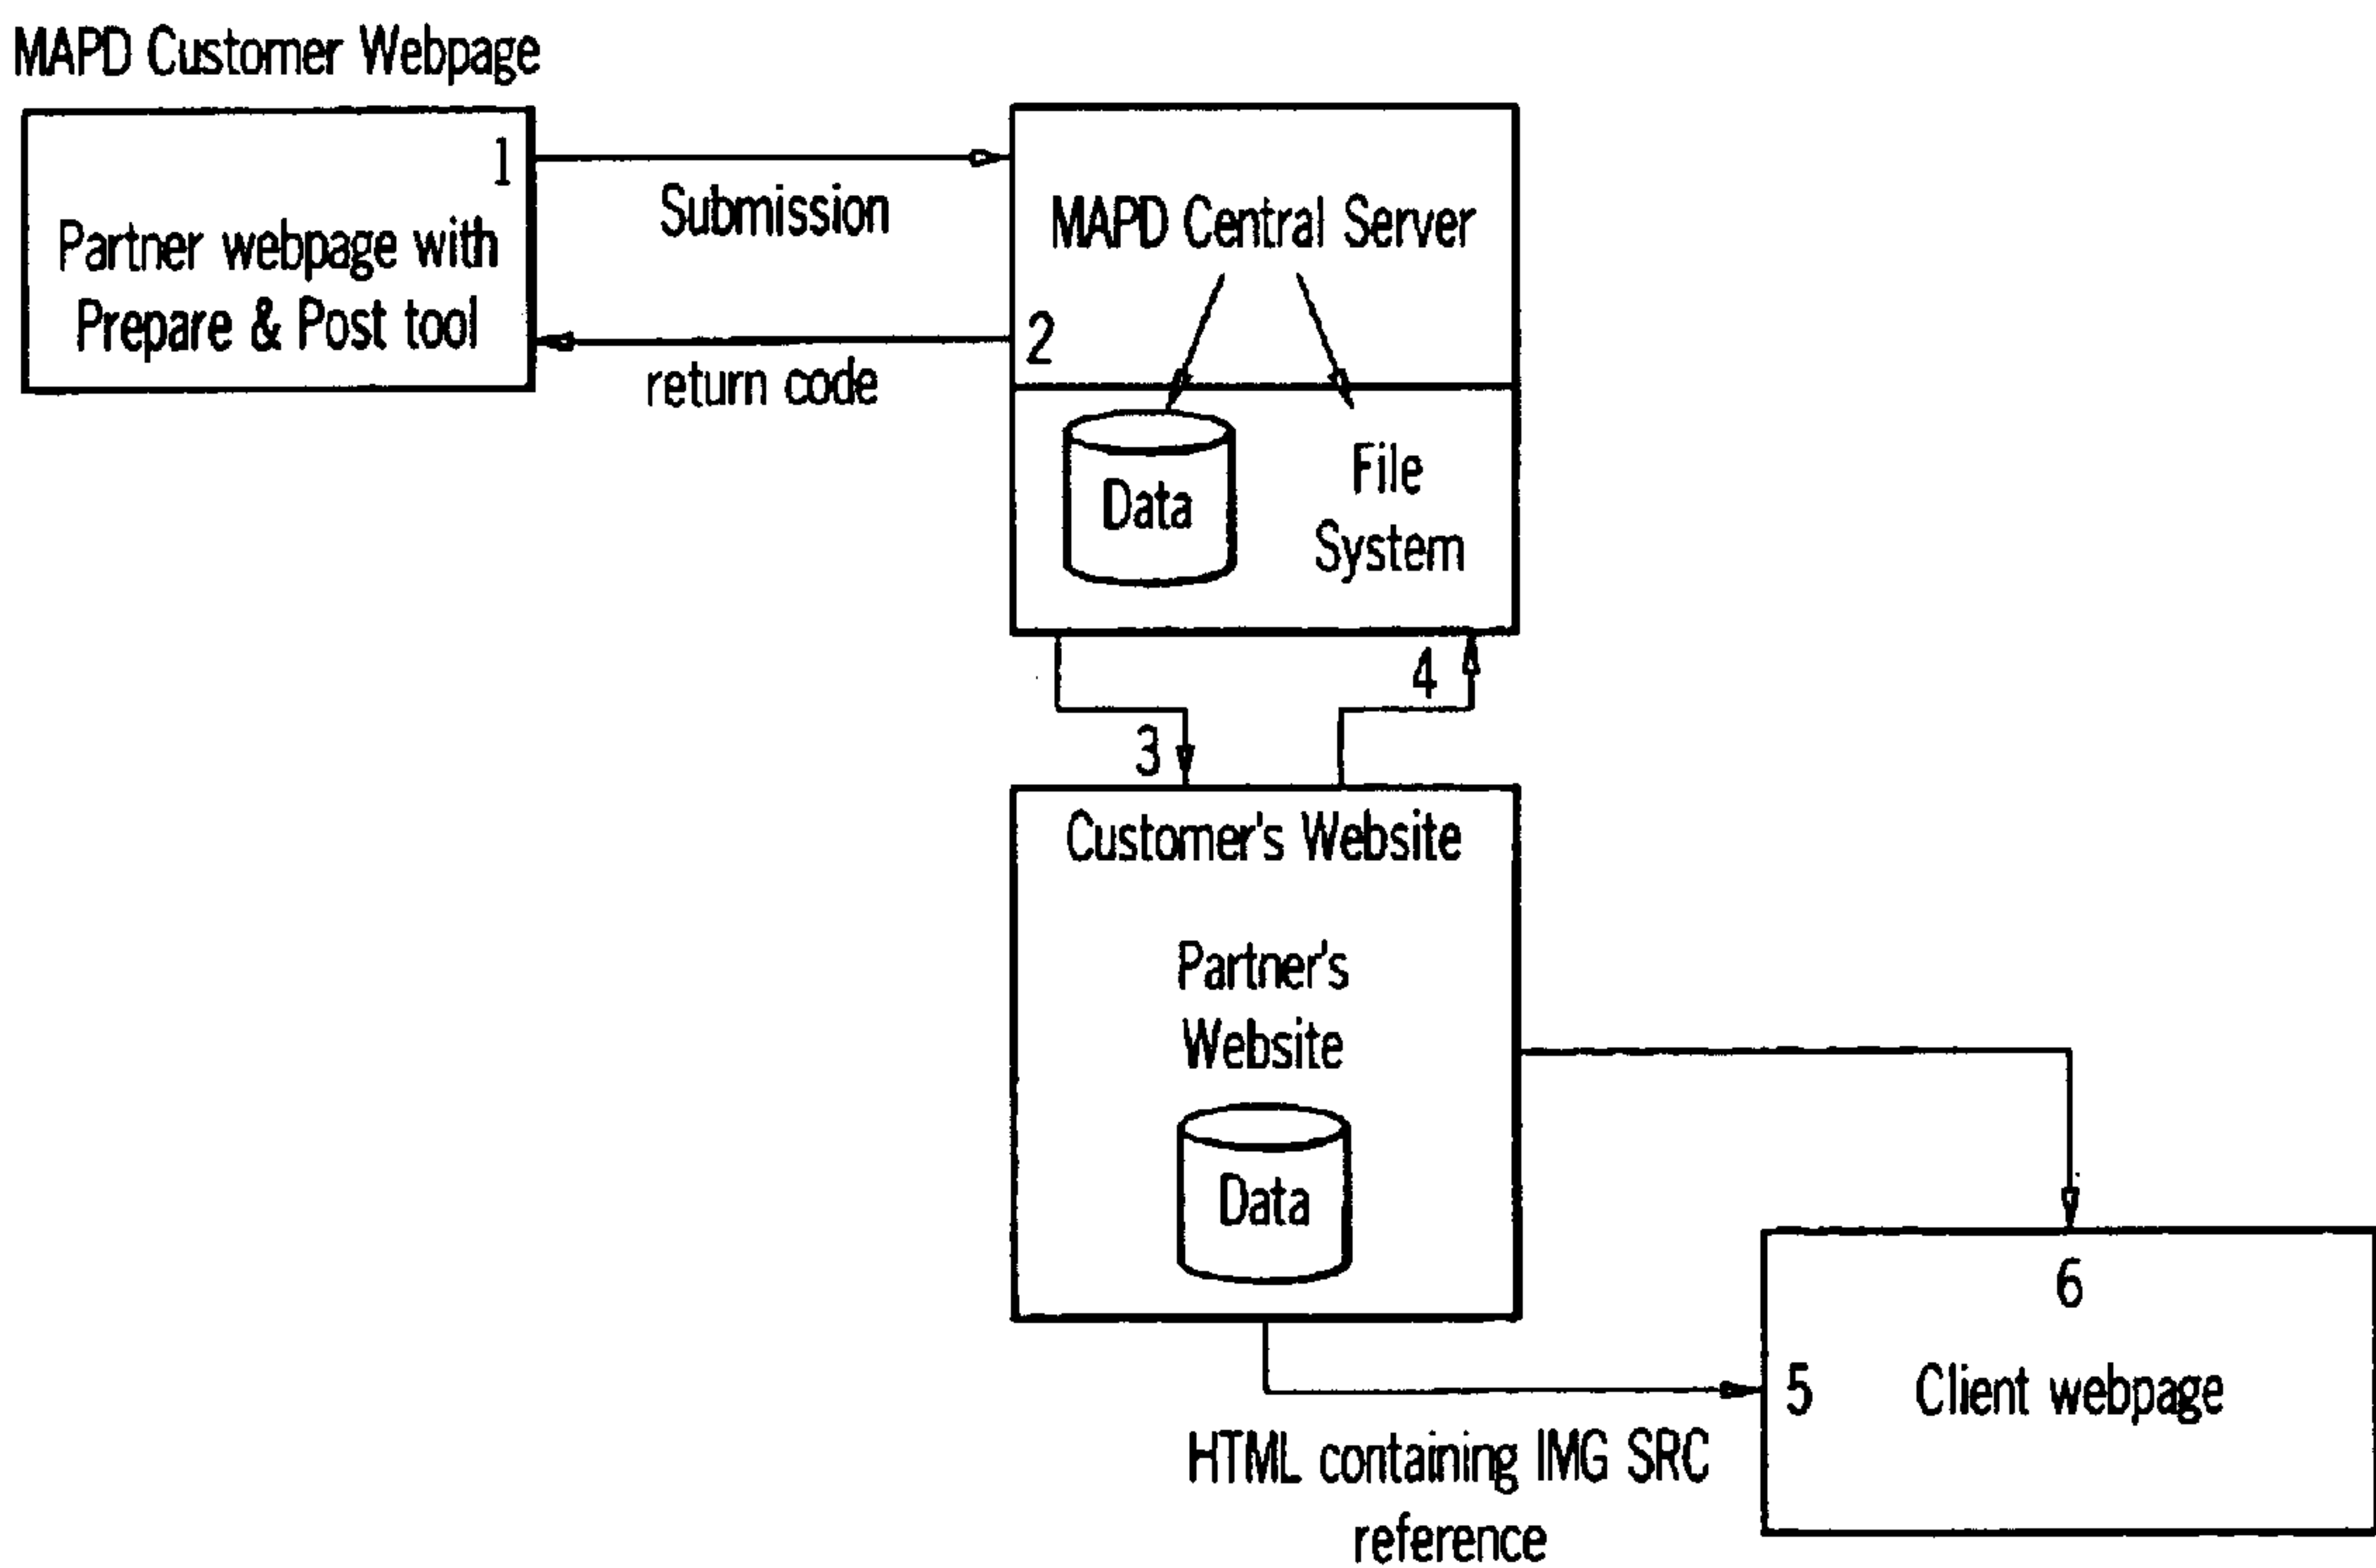 MAPD Customer Webpage
1
Partner webpage with
Prepare & Post tool
Submission
return code
MAPD Central Server
2
Data
File
System
3
4
Customer's Website
Partner's
Website
Data
6
5
Client webpage
HTML containing IMG SRC
reference